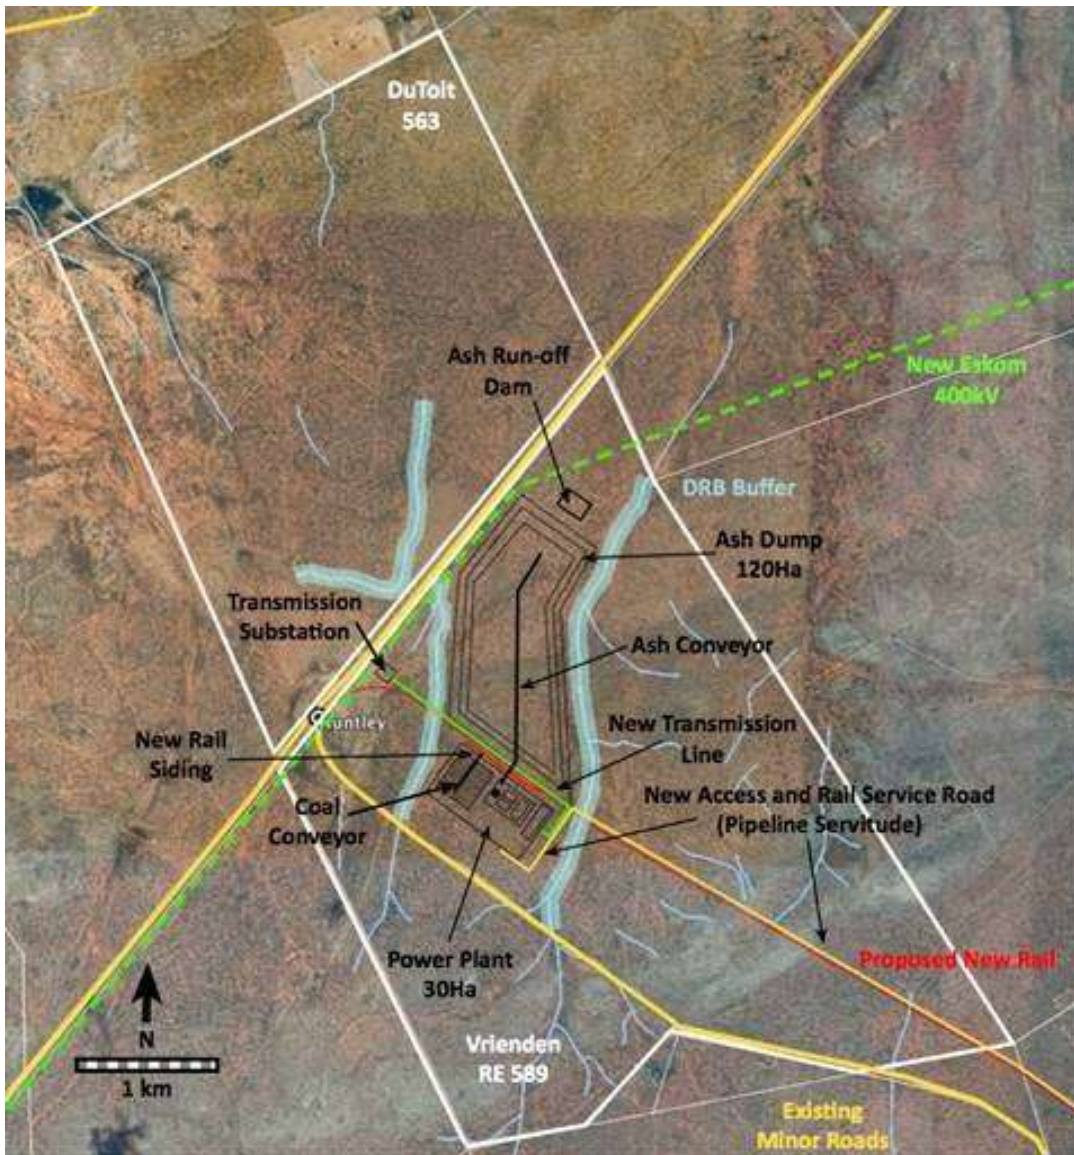 DuToit
563
Ash Run-off
Dam
New Eskom
400kV
DRB Buffer
Ash Dump
120Ha
Transmission
Substation
Ash Conveyor
New Transmission
Line
New Rail
Siding
New Access and Rail Service Road
(Pipeline Servitude)
Coal
Conveyor
Power Plant
30Ha
Proposed New Rail
N
1 km
Vrienden
RE 589
Existing
Minor Roads